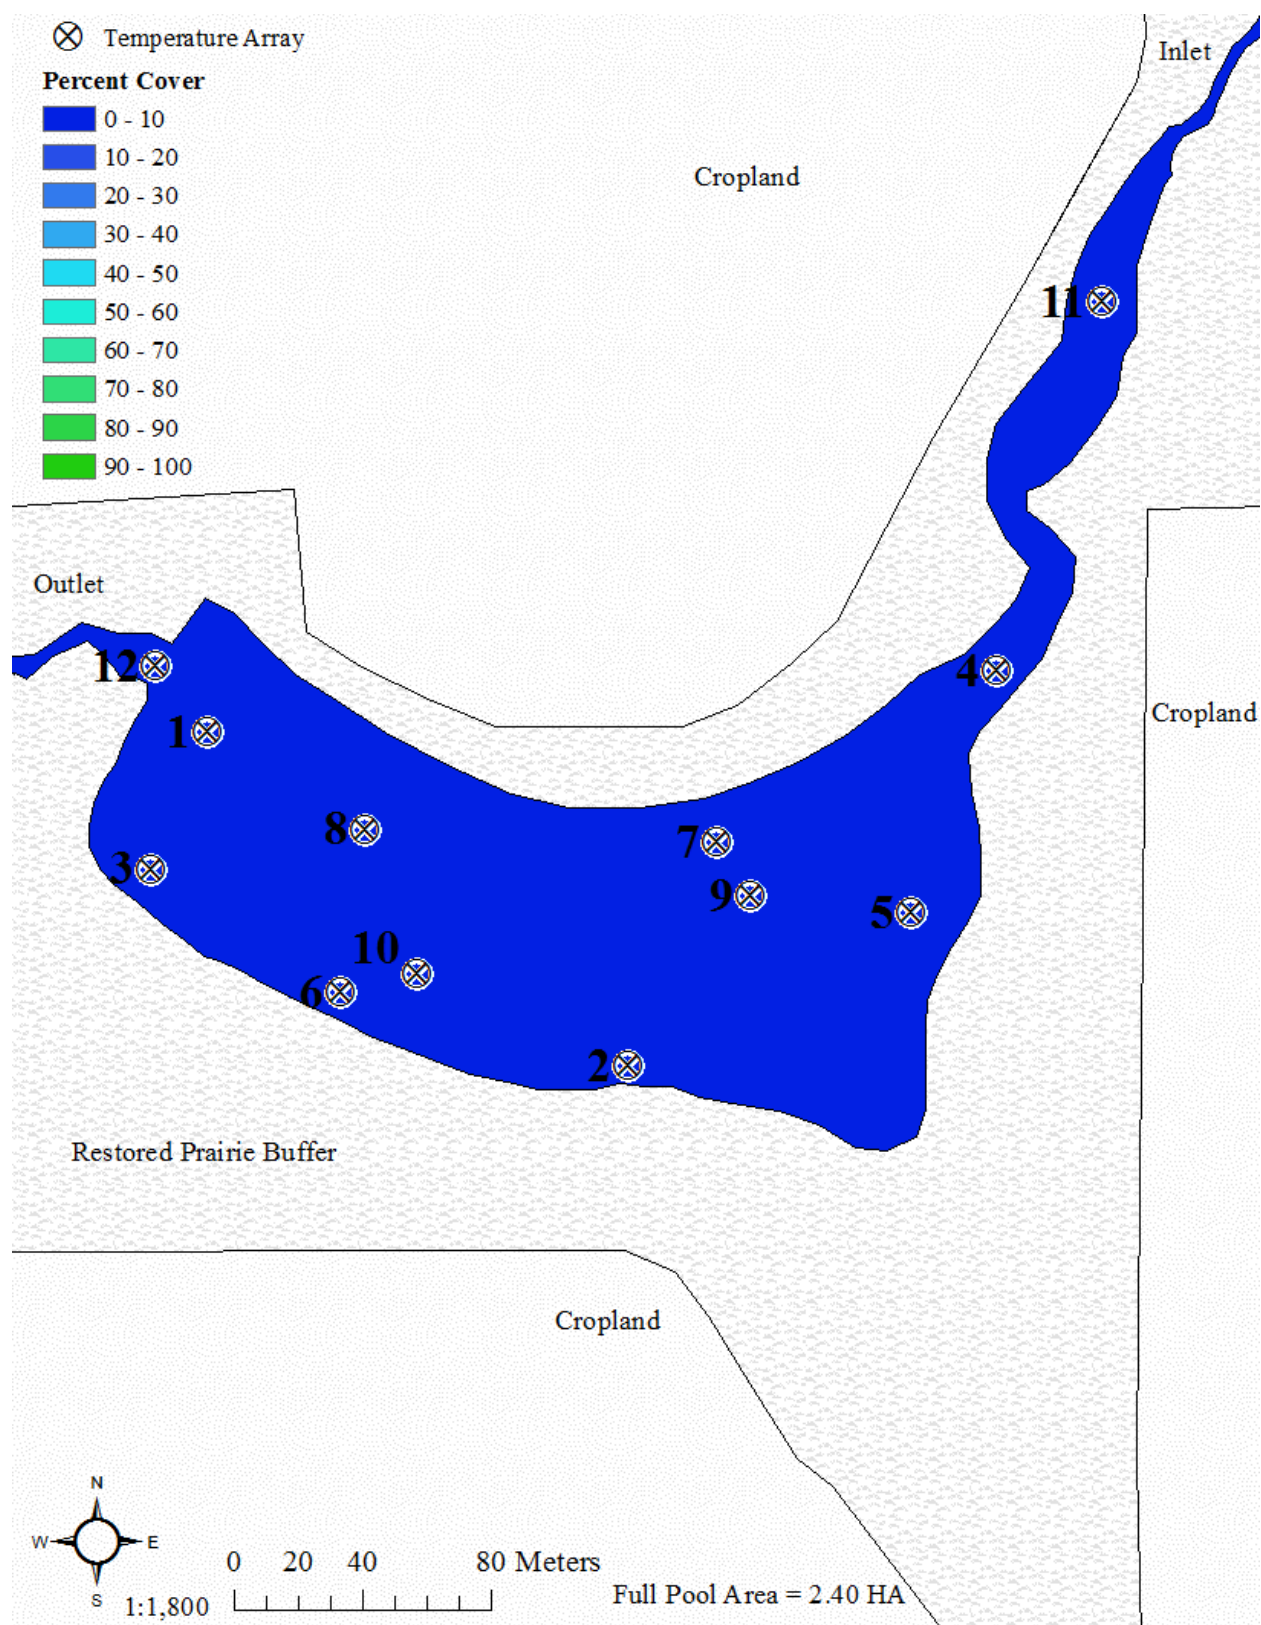 Temperature Array
Percent Cover
0 - 10
10 - 20
20 - 30
30 - 40
40 - 50
50 - 60
60 - 70
70 - 80
80 - 90
90 - 100
Inlet
Cropland
11
Outlet
12
4
1
Cropland
8
7
3
9
5
10
6
2
Restored Prairie Buffer
Cropland
N
W
E
S
0 20 40 80 Meters
1:1,800
Full Pool Area = 2.40 HA